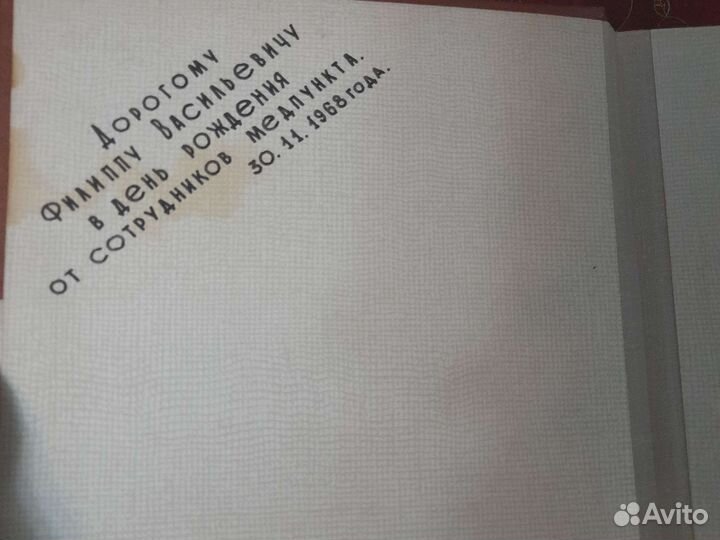 Дорогому
Филиппу Васильевичу
в день рождения
от сотрудников медпункта.
30.11.1968 года.
Avito